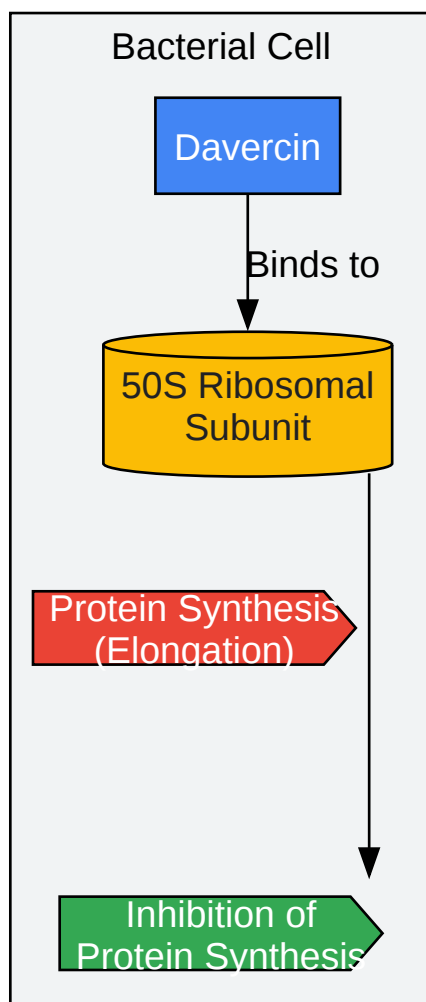 Bacterial Cell
Davercin
Binds to
50S Ribosomal
Subunit
Protein Synthesis
(Elongation)
Inhibition of
Protein Synthesis